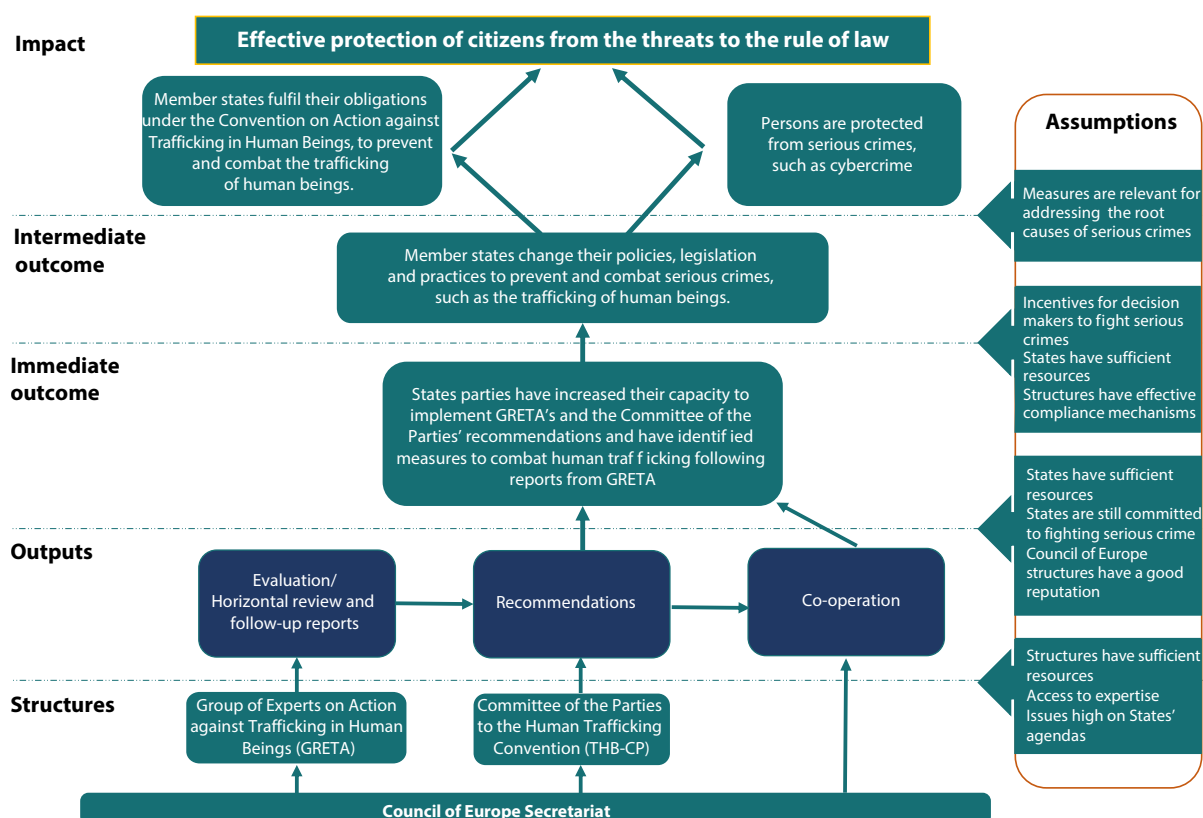 Impact
Effective protection of citizens from the threats to the rule of law
Member states fulfil their obligations
under the Convention on Action against
Trafficking in Human Beings, to prevent
and combat the trafficking
of human beings.
Persons are protected
from serious crimes,
such as cybercrime
Intermediate
outcome
Member states change their policies, legislation
and practices to prevent and combat serious crimes,
such as the trafficking of human beings.
Immediate
outcome
States parties have increased their capacity to
implement GRETA's and the Committee of the
Parties' recommendations and have identif ied
measures to combat human traf f icking following
reports from GRETA
Outputs
Evaluation/
Horizontal review and
follow-up reports
Recommendations
Co-operation
Structures
Group of Experts on Action
against Trafficking in Human
Beings (GRETA)
Committee of the Parties
to the Human Trafficking
Convention (THB-CP)
Council of Europe Secretariat
Assumptions
Measures are relevant for
addressing the root
causes of serious crimes
Incentives for decision
makers to fight serious
crimes
States have sufficient
resources
Structures have effective
compliance mechanisms
States have sufficient
resources
States are still committed
to fighting serious crime
Council of Europe
structures have a good
reputation
Structures have sufficient
resources
Access to expertise
Issues high on States'
agendas